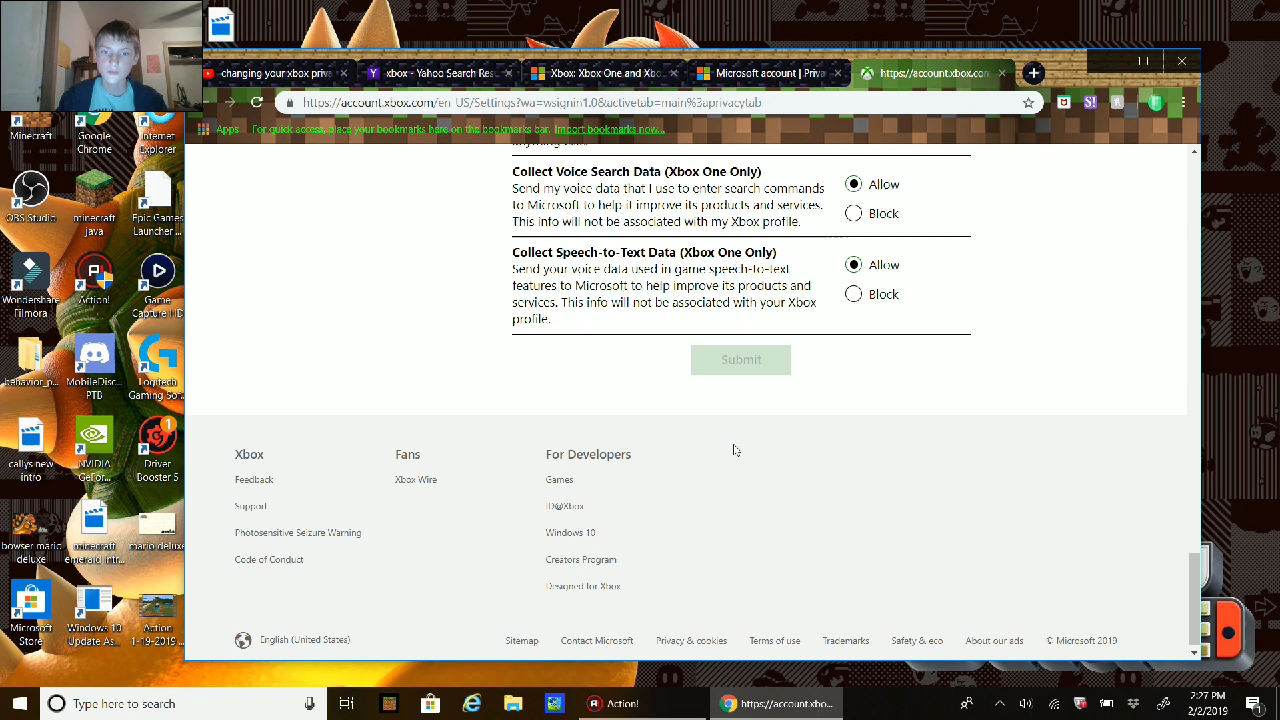 changing your xbox priva
xbox - Yahoo Search Res
Xbox: Xbox One and Xbo
Microsoft account | Priva
https://account.xbox.com
https://account.xbox.com/en-US/Settings?wa=wsignin1.0&activetab=main%3aprivacytab
Apps
For quick access, place your bookmarks here on the bookmarks bar. Import bookmarks now...
Collect Voice Search Data (Xbox One Only)
Send my voice data that I use to enter search commands
to Microsoft to help it improve its products and services.
This info will not be associated with my Xbox profile.
Allow
Block
Collect Speech-to-Text Data (Xbox One Only)
Send your voice data used in game speech-to-text
features to Microsoft to help improve its products and
services. This info will not be associated with your Xbox
profile.
Allow
Block
Submit
Xbox
Feedback
Support
Photosensitive Seizure Warning
Code of Conduct
Fans
Xbox Wire
For Developers
Games
ID@Xbox
Windows 10
Creators Program
Designed for Xbox
English (United States)
Sitemap
Contact Microsoft
Privacy & cookies
Terms of use
Trademarks
Safety & eco
About our ads
© Microsoft 2019
Minecraft
Google
Chrome
Internet
Explorer
OBS Studio
minecraft
java
Epic Games
Launcher
Wondershare
Filmora
Action!
Game
Capture HD
behavior_p...
MobileDisc...
PTB
Logitech
Gaming Sof...
callys new
intro
NVIDIA
GeFor...
1
Driver
Booster 5
bowser mario
deluxe
minecraft
emerald intr...
mario deluxe
Microsoft
Store
Windows 10
Update As...
Action
1-19-2019...
Type here to search
Action!
https://account.xbo...
2:27 PM
2/2/2019
1